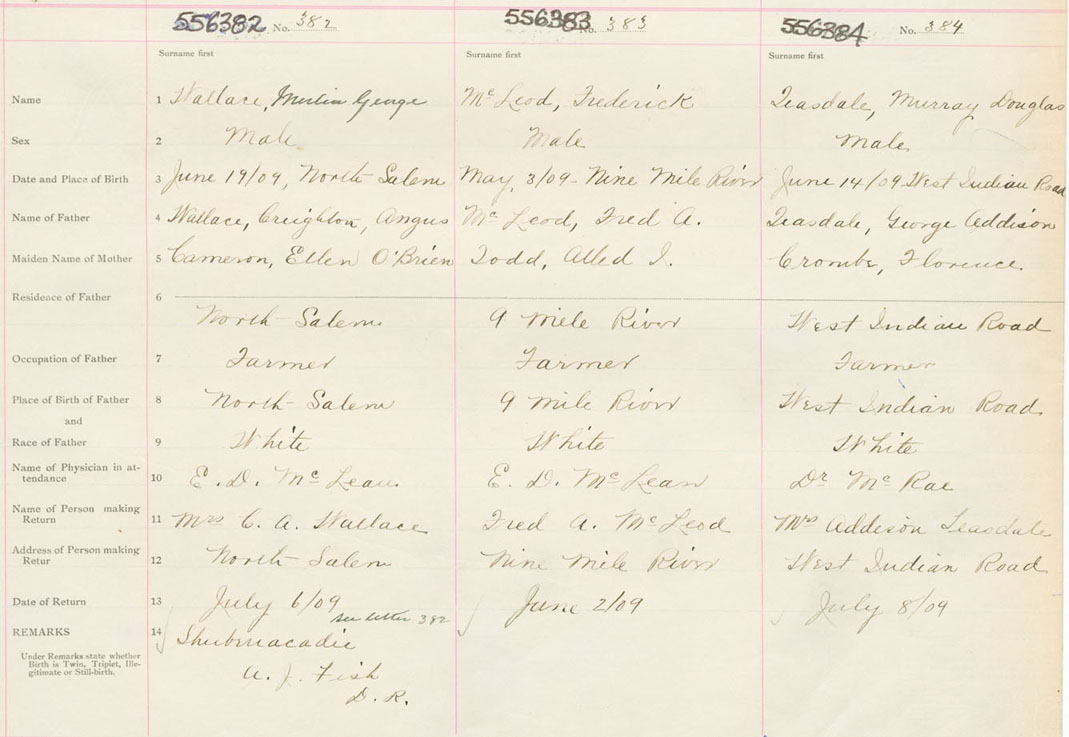 556382 No. 382 556383 No. 383 556384 No. 384
Surname first Surname first Surname first
Name 1 Wallace, Merlin George McLeod, Frederick Teasdale, Murray Douglas
Sex 2 Male Male Male
Date and Place of Birth 3 June 19/09, North Salem May 3/09 - Nine Mile River June 14/09 West Indian Road
Name of Father 4 Wallace, Creighton, Angus McLeod, Fred A. Teasdale, George Addison
Maiden Name of Mother 5 Cameron, Ellen O'Brien Todd, I. Crombe, Florence
Residence of Father 6
North Salem 9 Mile River West Indian Road
Occupation of Father 7 Farmer Farmer Farmer
Place of Birth of Father 8 North Salem 9 Mile River West Indian Road
and
Race of Father 9 White White White
Name of Physician in at-
tendance 10 E. D. McLean E. D. McLean Dr McRae
Name of Person making
Return 11 Mrs C. A. Wallace Fred A. McLeod Mrs Addison Teasdale
Address of Person making
Retur 12 North Salem Nine Mile River West Indian Road
Date of Return 13 July 6/09 June 2/09 July 8/09
see letter 382
REMARKS 14 Shubenacadie
Under Remarks state whether
Birth is Twin, Triplet, Ille-
gitimate or Still-birth.
A. J. Fish
D. R.